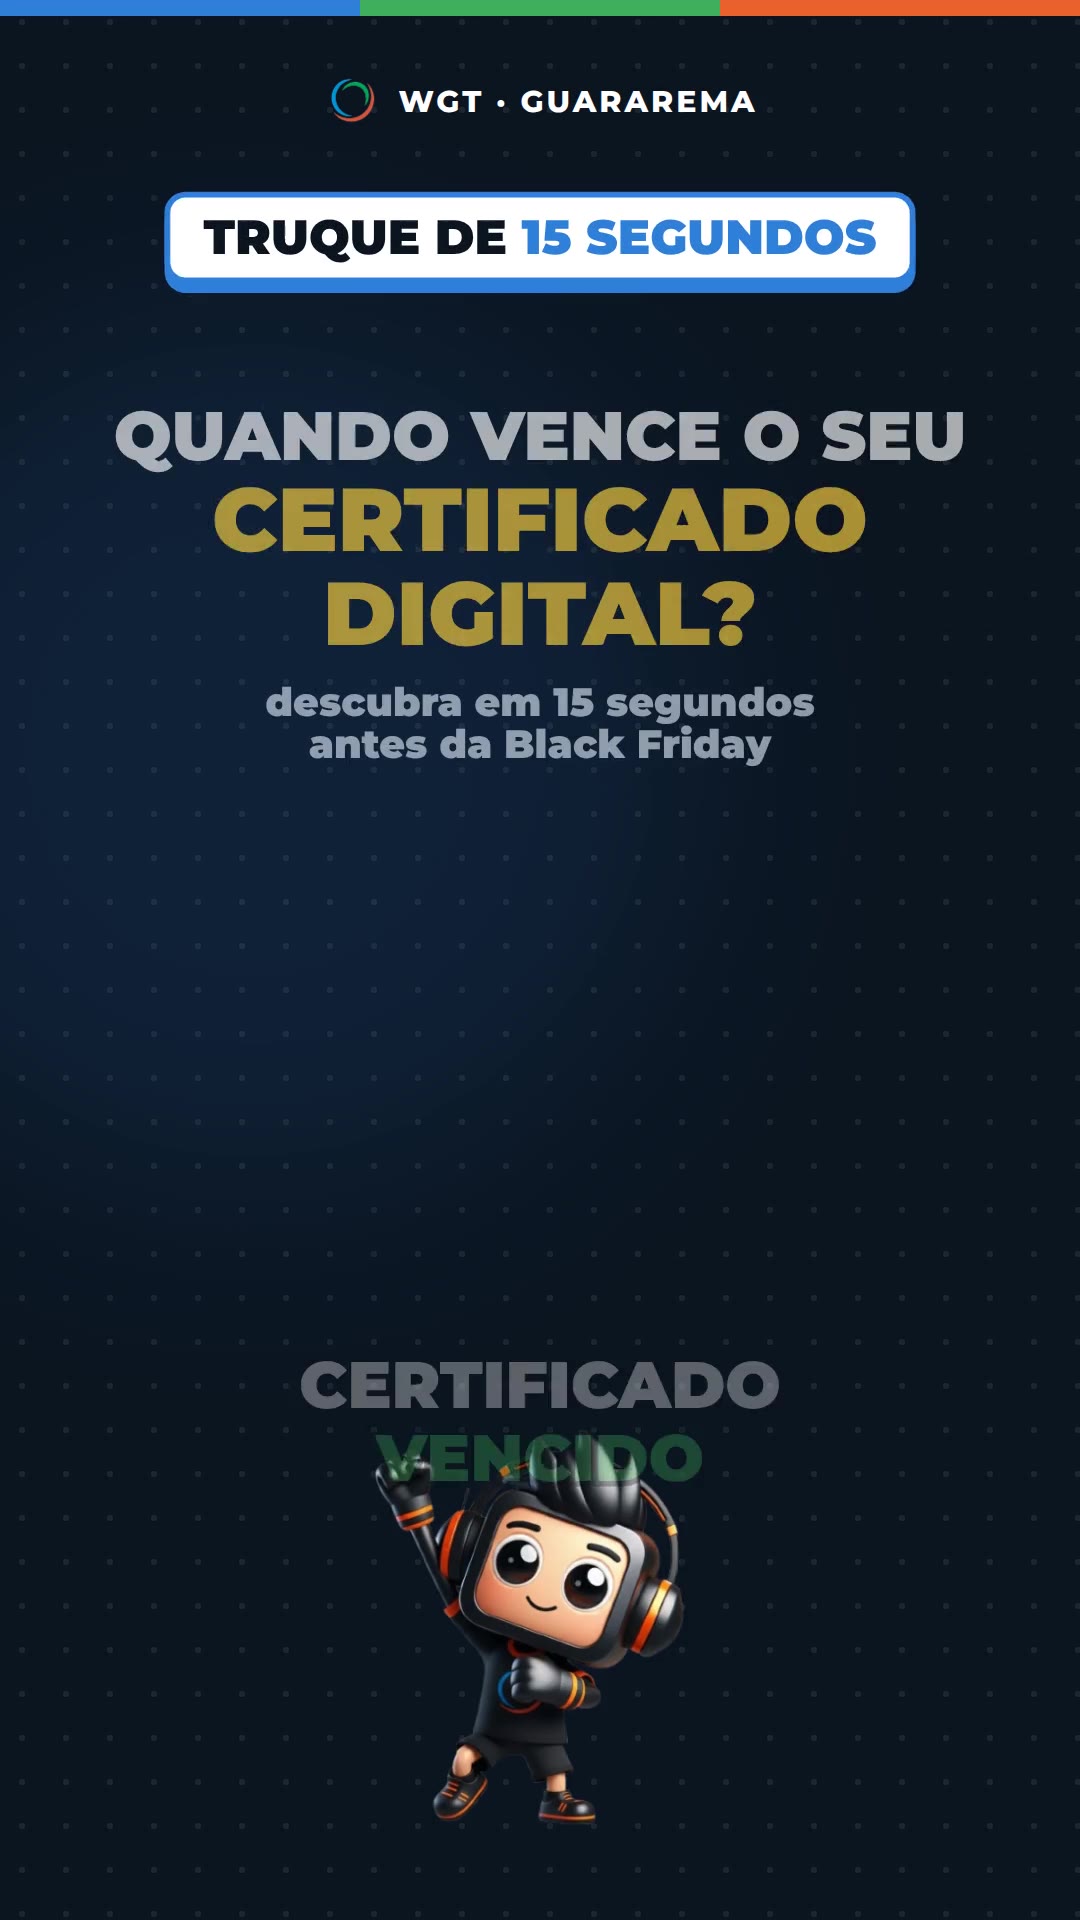 WGT • GUARAREMA
TRUQUE DE 15 SEGUNDOS
QUANDO VENCE O SEU
CERTIFICADO
DIGITAL?
descubra em 15 segundos
antes da Black Friday
CERTIFICADO
VENCIDO